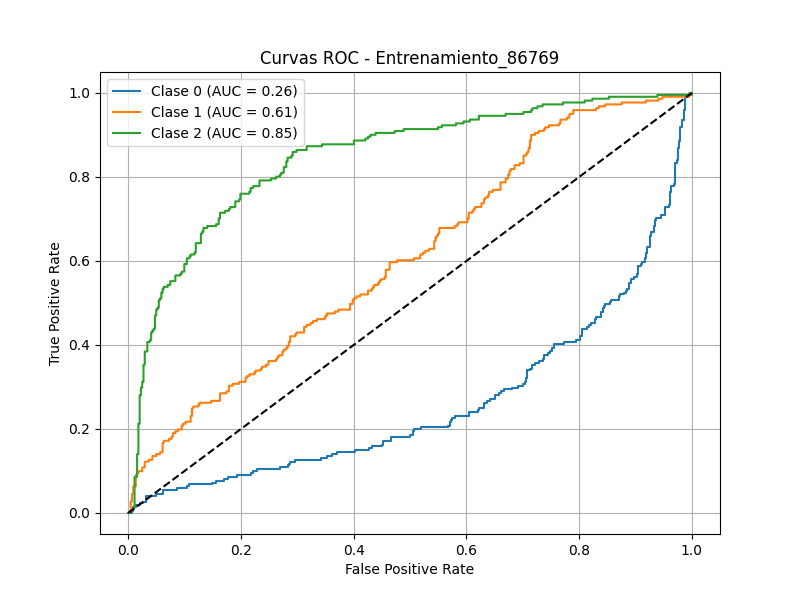 Curvas ROC - Entrenamiento_86769
Clase 0 (AUC = 0.26)
Clase 1 (AUC = 0.61)
Clase 2 (AUC = 0.85)
1.0
0.8
0.6
0.4
0.2
0.0
True Positive Rate
0.0 0.2 0.4 0.6 0.8 1.0
False Positive Rate